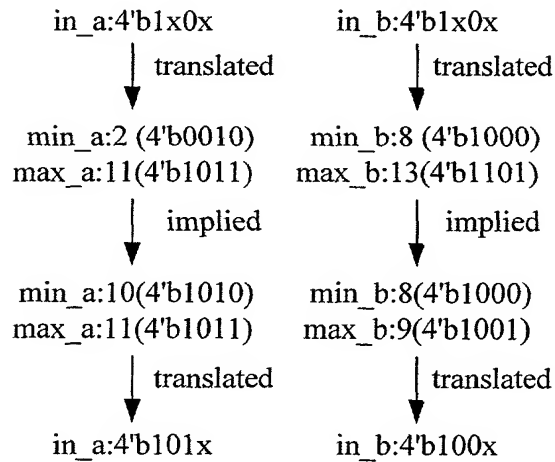 in_a:4'b1x0x in_b:4'b1x0x
translated translated
min_a:2 (4'b0010) min_b:8 (4'b1000)
max_a:11(4'b1011) max_b:13(4'b1101)
implied implied
min_a:10(4'b1010) min_b:8(4'b1000)
max_a:11(4'b1011) max_b:9(4'b1001)
translated translated
in_a:4'b101x in_b:4'b100x